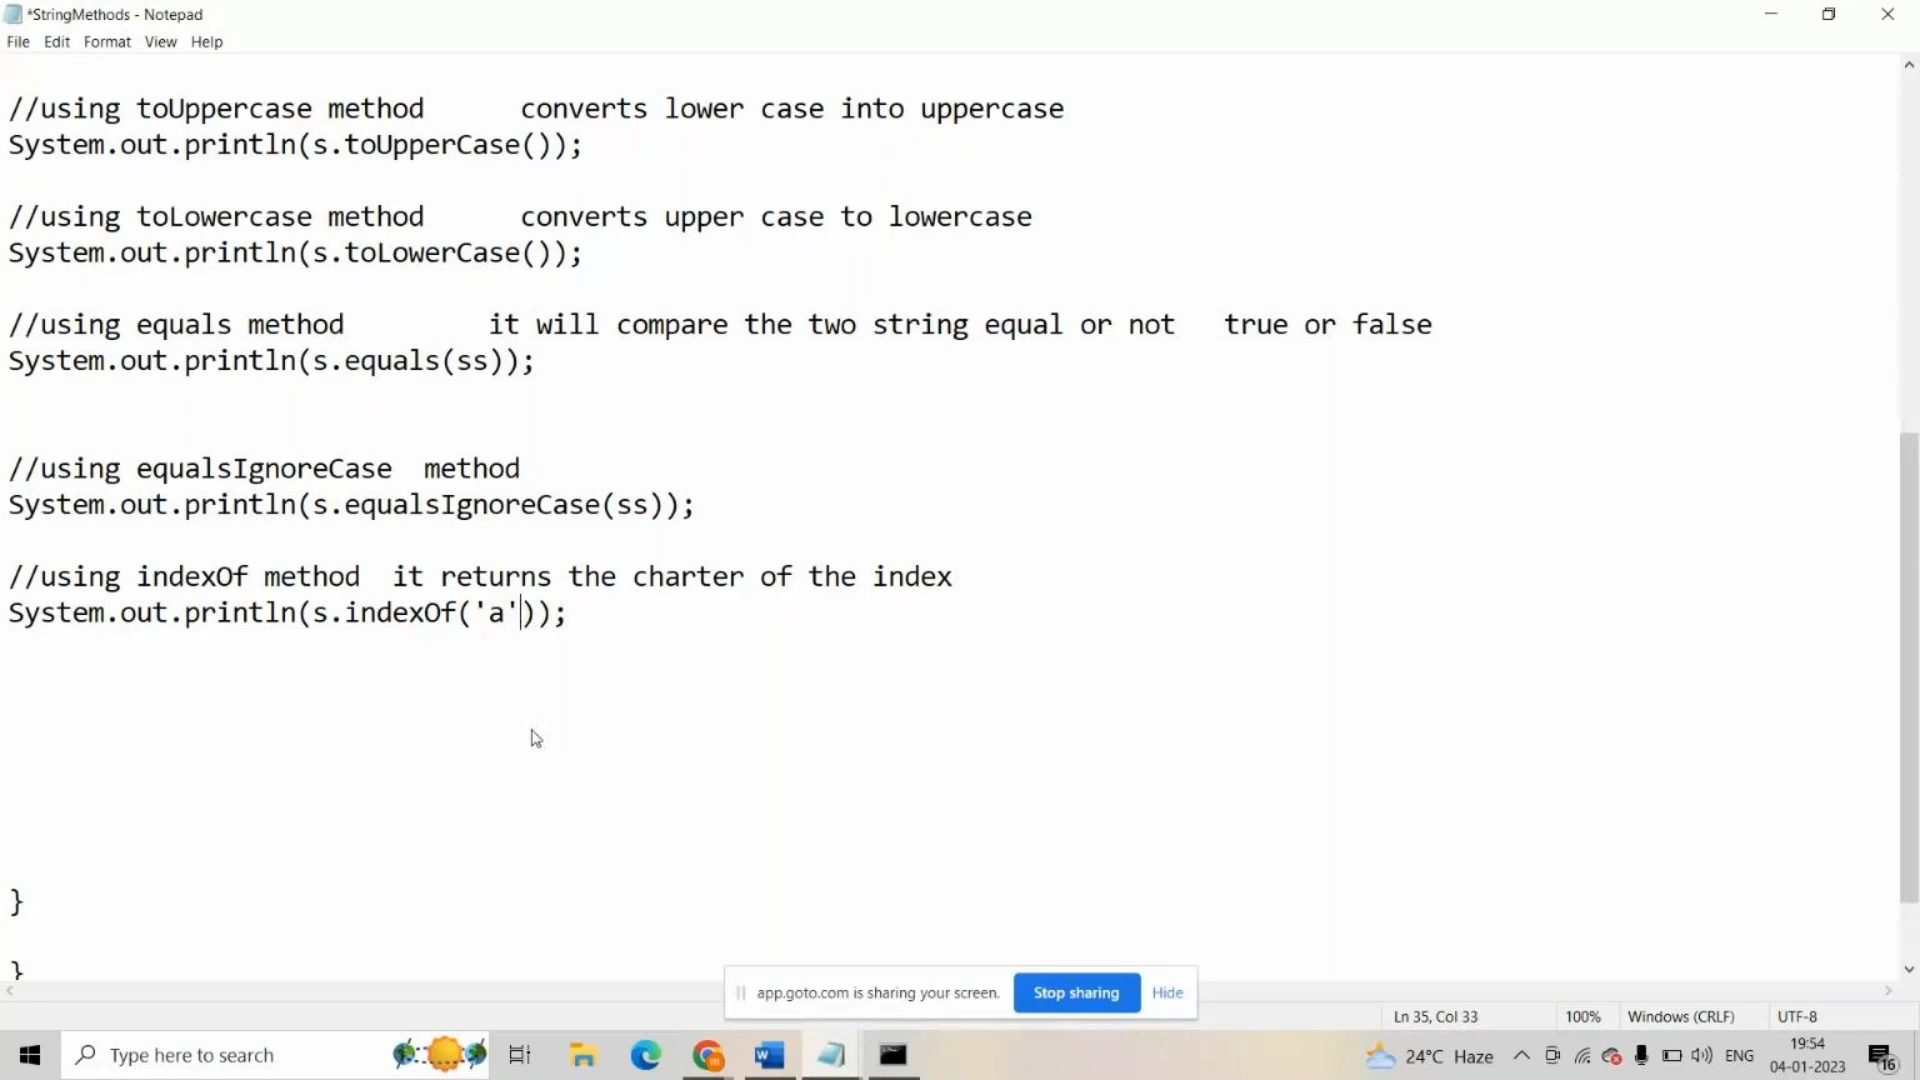 *StringMethods - Notepad
File Edit Format View Help
//using toUppercase method      converts lower case into uppercase
System.out.println(s.toUpperCase());
//using toLowercase method      converts upper case to lowercase
System.out.println(s.toLowerCase());
//using equals method         it will compare the two string equal or not   true or false
System.out.println(s.equals(ss));
//using equalsIgnoreCase  method
System.out.println(s.equalsIgnoreCase(ss));
//using indexOf method  it returns the charter of the index
System.out.println(s.indexOf('a'));
}
}
app.goto.com is sharing your screen. Stop sharing Hide
Ln 35, Col 33 100% Windows (CRLF) UTF-8
Type here to search 24°C Haze ENG 19:54
04-01-2023 16